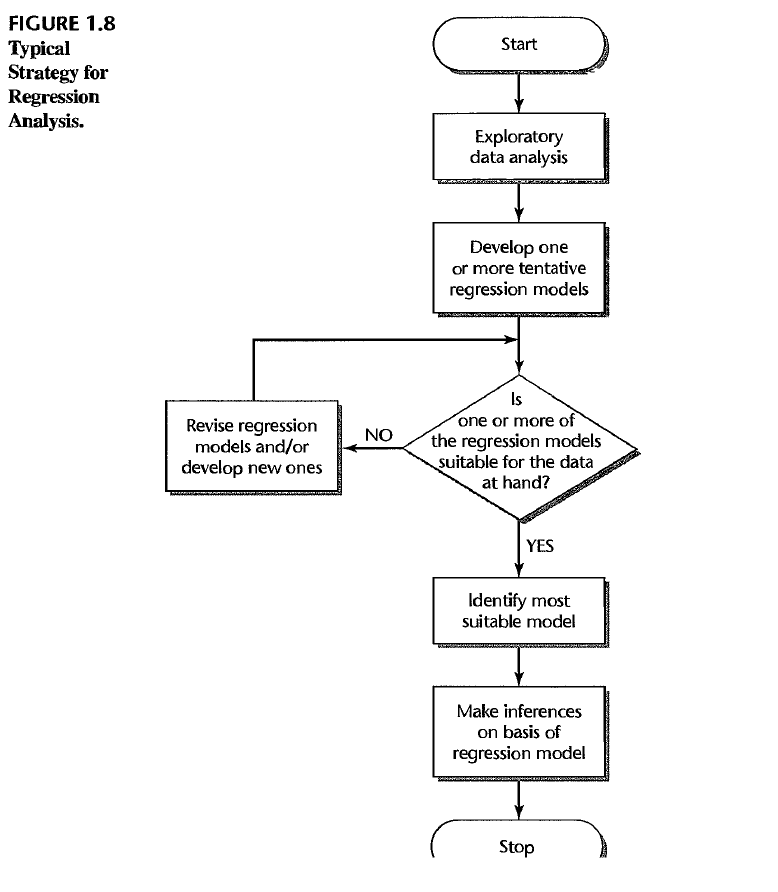 FIGURE 1.8
Typical
Strategy for
Regression
Analysis.
Start
Exploratory
data analysis
Develop one
or more tentative
regression models
Is
one or more of
the regression models
suitable for the data
at hand?
NO
Revise regression
models and/or
develop new ones
YES
Identify most
suitable model
Make inferences
on basis of
regression model
Stop